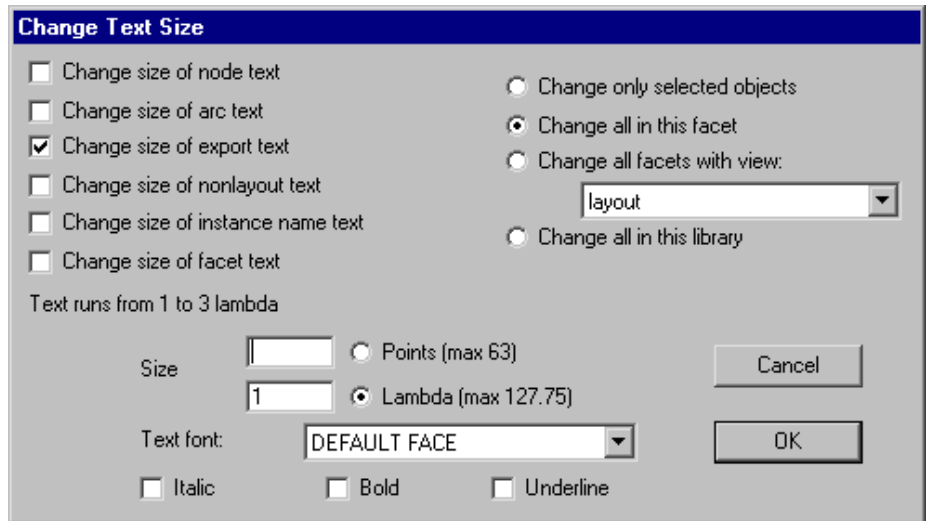 Change Text Size
Change size of node text
Change size of arc text
Change size of export text
Change size of nonlayout text
Change size of instance name text
Change size of facet text
Change only selected objects
Change all in this facet
Change all facets with view:
layout
Change all in this library
Text runs from 1 to 3 lambda
Size
Points (max 63)
1
Lambda (max 127.75)
Cancel
Text font:
DEFAULT FACE
OK
Italic
Bold
Underline